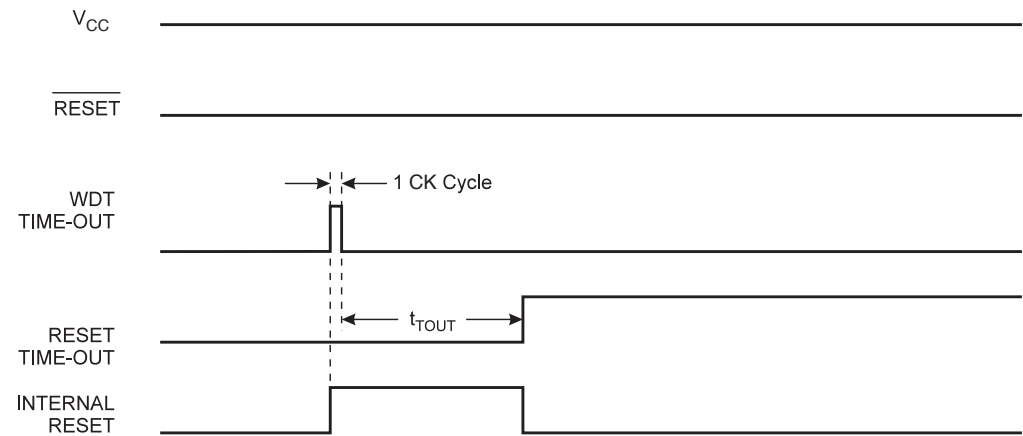 VCC
RESET
1 CK Cycle
WDT
TIME-OUT
tTOUT
RESET
TIME-OUT
INTERNAL
RESET